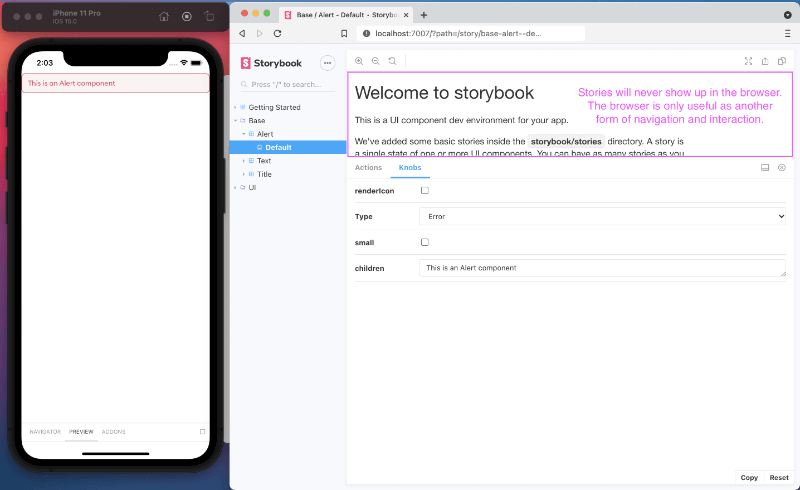 iPhone 11 Pro
iOS 15.0
2:03
This is an Alert component
NAVIGATOR PREVIEW ADDONS
Base / Alert - Default • Storybook
localhost:7007/?path=/story/base-alert--de...
Storybook
Press "/" to search...
Getting Started
Base
Alert
Default
Text
Title
UI
Welcome to storybook
This is a UI component dev environment for your app.
We've added some basic stories inside the storybook/stories directory. A story is
a single state of one or more UI components. You can have as many stories as you
Stories will never show up in the browser.
The browser is only useful as another
form of navigation and interaction.
Actions Knobs
renderIcon
Type Error
small
children This is an Alert component
Copy Reset